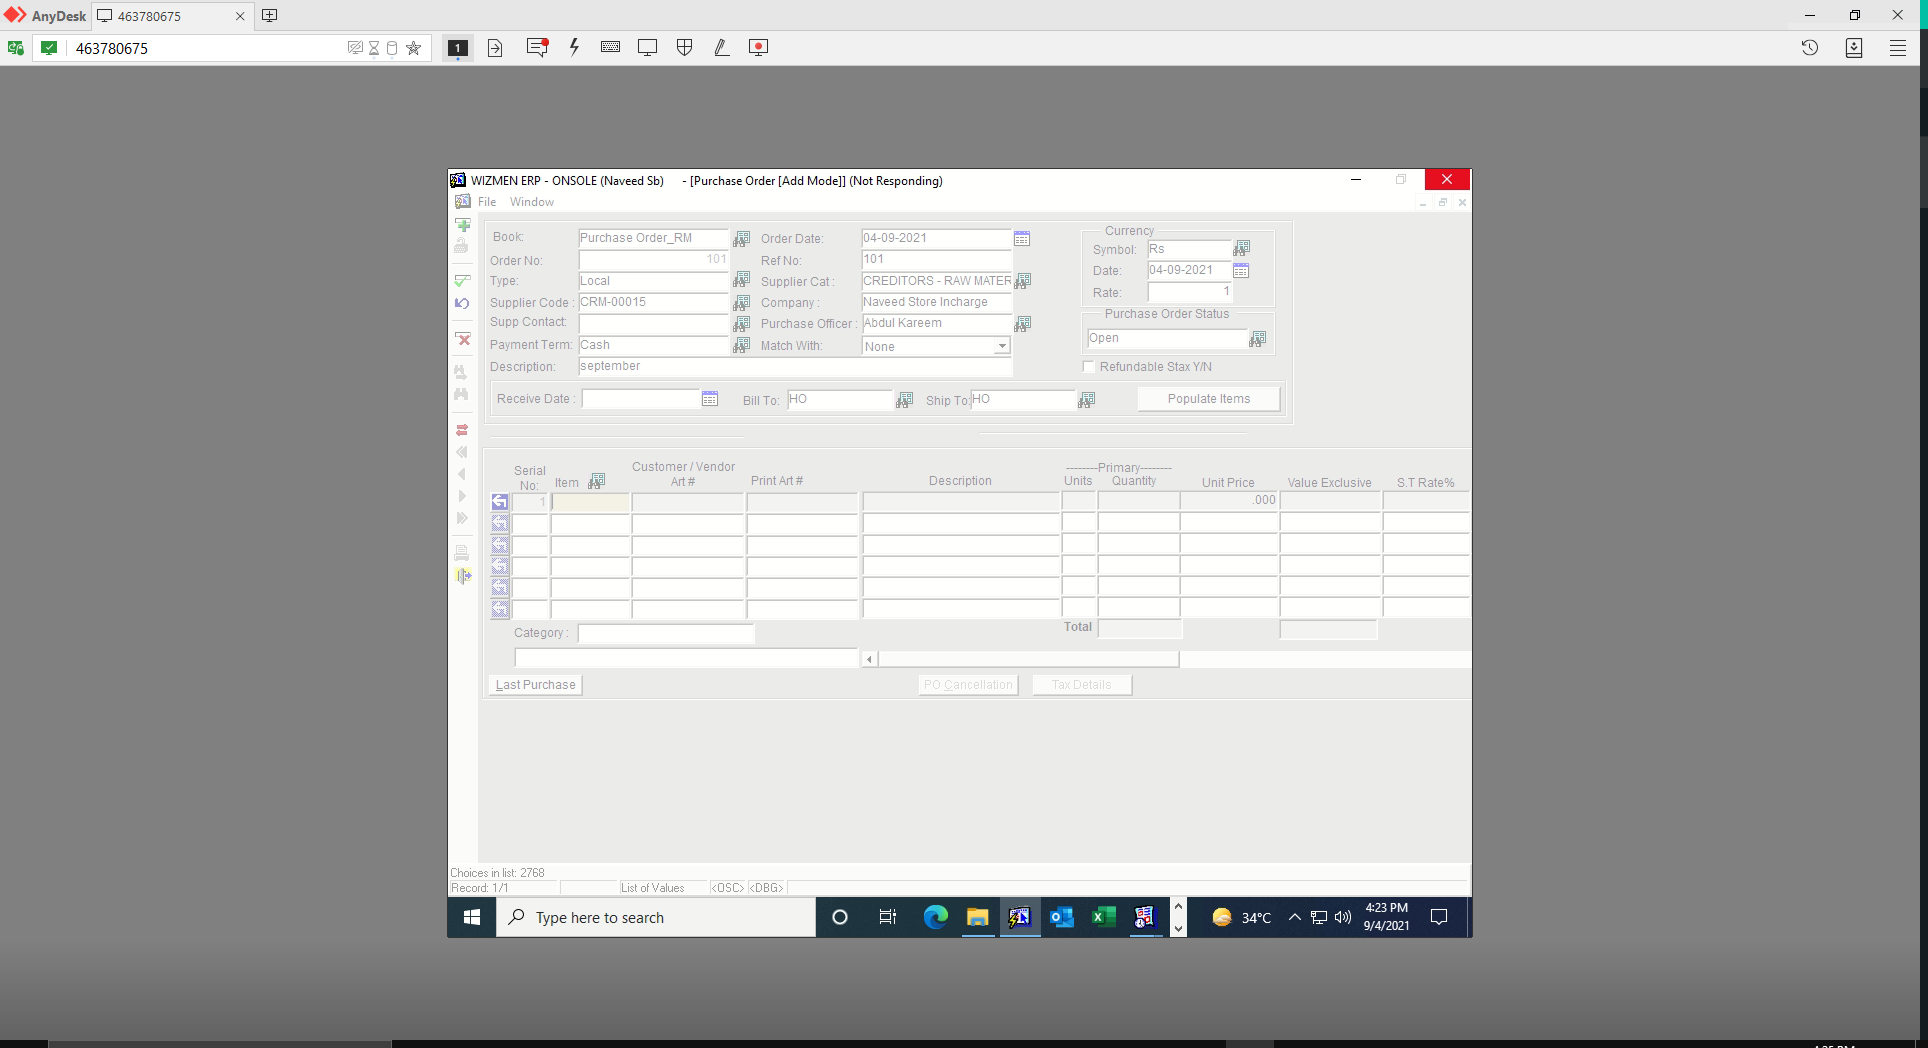 AnyDesk 463780675
463780675
1
WIZMEN ERP - ONSOLE (Naveed Sb) - [Purchase Order [Add Mode]] (Not Responding)
File Window
Book: Purchase Order_RM Order Date: 04-09-2021 Currency
Symbol: Rs
Order No: 101 Ref No: 101
Date: 04-09-2021
Type: Local Supplier Cat : CREDITORS - RAW MATER
Rate: 1
Supplier Code : CRM-00015 Company : Naveed Store Incharge
Purchase Order Status
Supp Contact: Purchase Officer : Abdul Kareem
Open
Payment Term: Cash Match With: None
Description: september Refundable Stax Y/N
Receive Date : Bill To: HO Ship To: HO Populate Items
Serial No: Item Customer / Vendor Art # Print Art # Description --------Primary-------- Units Quantity Unit Price Value Exclusive S.T Rate%
1 .000
Total
Category :
Last Purchase PO Cancellation Tax Details
Choices in list: 2768
Record: 1/1 List of Values <OSC> <DBG>
Type here to search 34°C 4:23 PM
9/4/2021